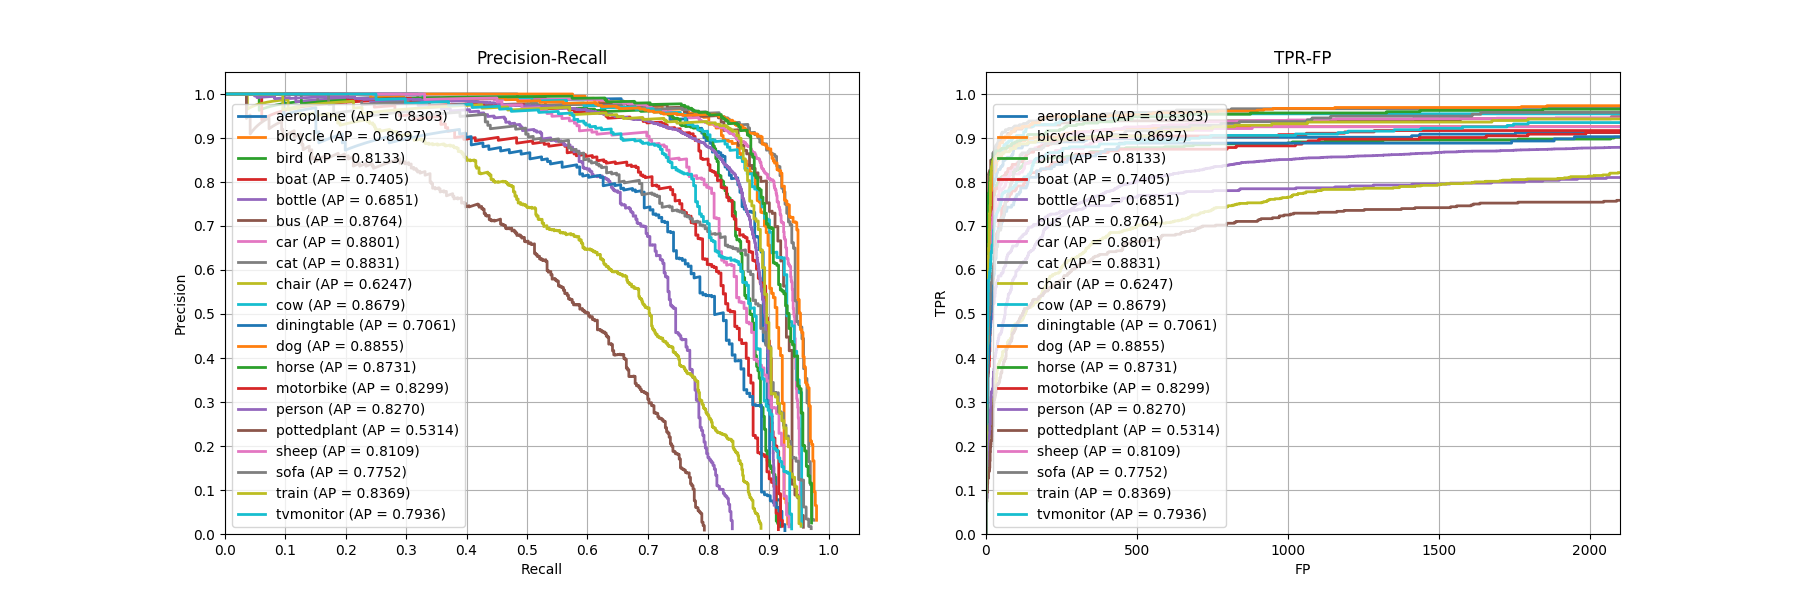 Precision-Recall
1.0
0.9
0.8
0.7
0.6
0.5
0.4
0.3
0.2
0.1
0.0
Precision
aeroplane (AP = 0.8303)
bicycle (AP = 0.8697)
bird (AP = 0.8133)
boat (AP = 0.7405)
bottle (AP = 0.6851)
bus (AP = 0.8764)
car (AP = 0.8801)
cat (AP = 0.8831)
chair (AP = 0.6247)
cow (AP = 0.8679)
diningtable (AP = 0.7061)
dog (AP = 0.8855)
horse (AP = 0.8731)
motorbike (AP = 0.8299)
person (AP = 0.8270)
pottedplant (AP = 0.5314)
sheep (AP = 0.8109)
sofa (AP = 0.7752)
train (AP = 0.8369)
tvmonitor (AP = 0.7936)
0.0 0.1 0.2 0.3 0.4 0.5 0.6 0.7 0.8 0.9 1.0
Recall
TPR-FP
1.0
0.9
0.8
0.7
0.6
0.5
0.4
0.3
0.2
0.1
0.0
TPR
aeroplane (AP = 0.8303)
bicycle (AP = 0.8697)
bird (AP = 0.8133)
boat (AP = 0.7405)
bottle (AP = 0.6851)
bus (AP = 0.8764)
car (AP = 0.8801)
cat (AP = 0.8831)
chair (AP = 0.6247)
cow (AP = 0.8679)
diningtable (AP = 0.7061)
dog (AP = 0.8855)
horse (AP = 0.8731)
motorbike (AP = 0.8299)
person (AP = 0.8270)
pottedplant (AP = 0.5314)
sheep (AP = 0.8109)
sofa (AP = 0.7752)
train (AP = 0.8369)
tvmonitor (AP = 0.7936)
0 500 1000 1500 2000
FP